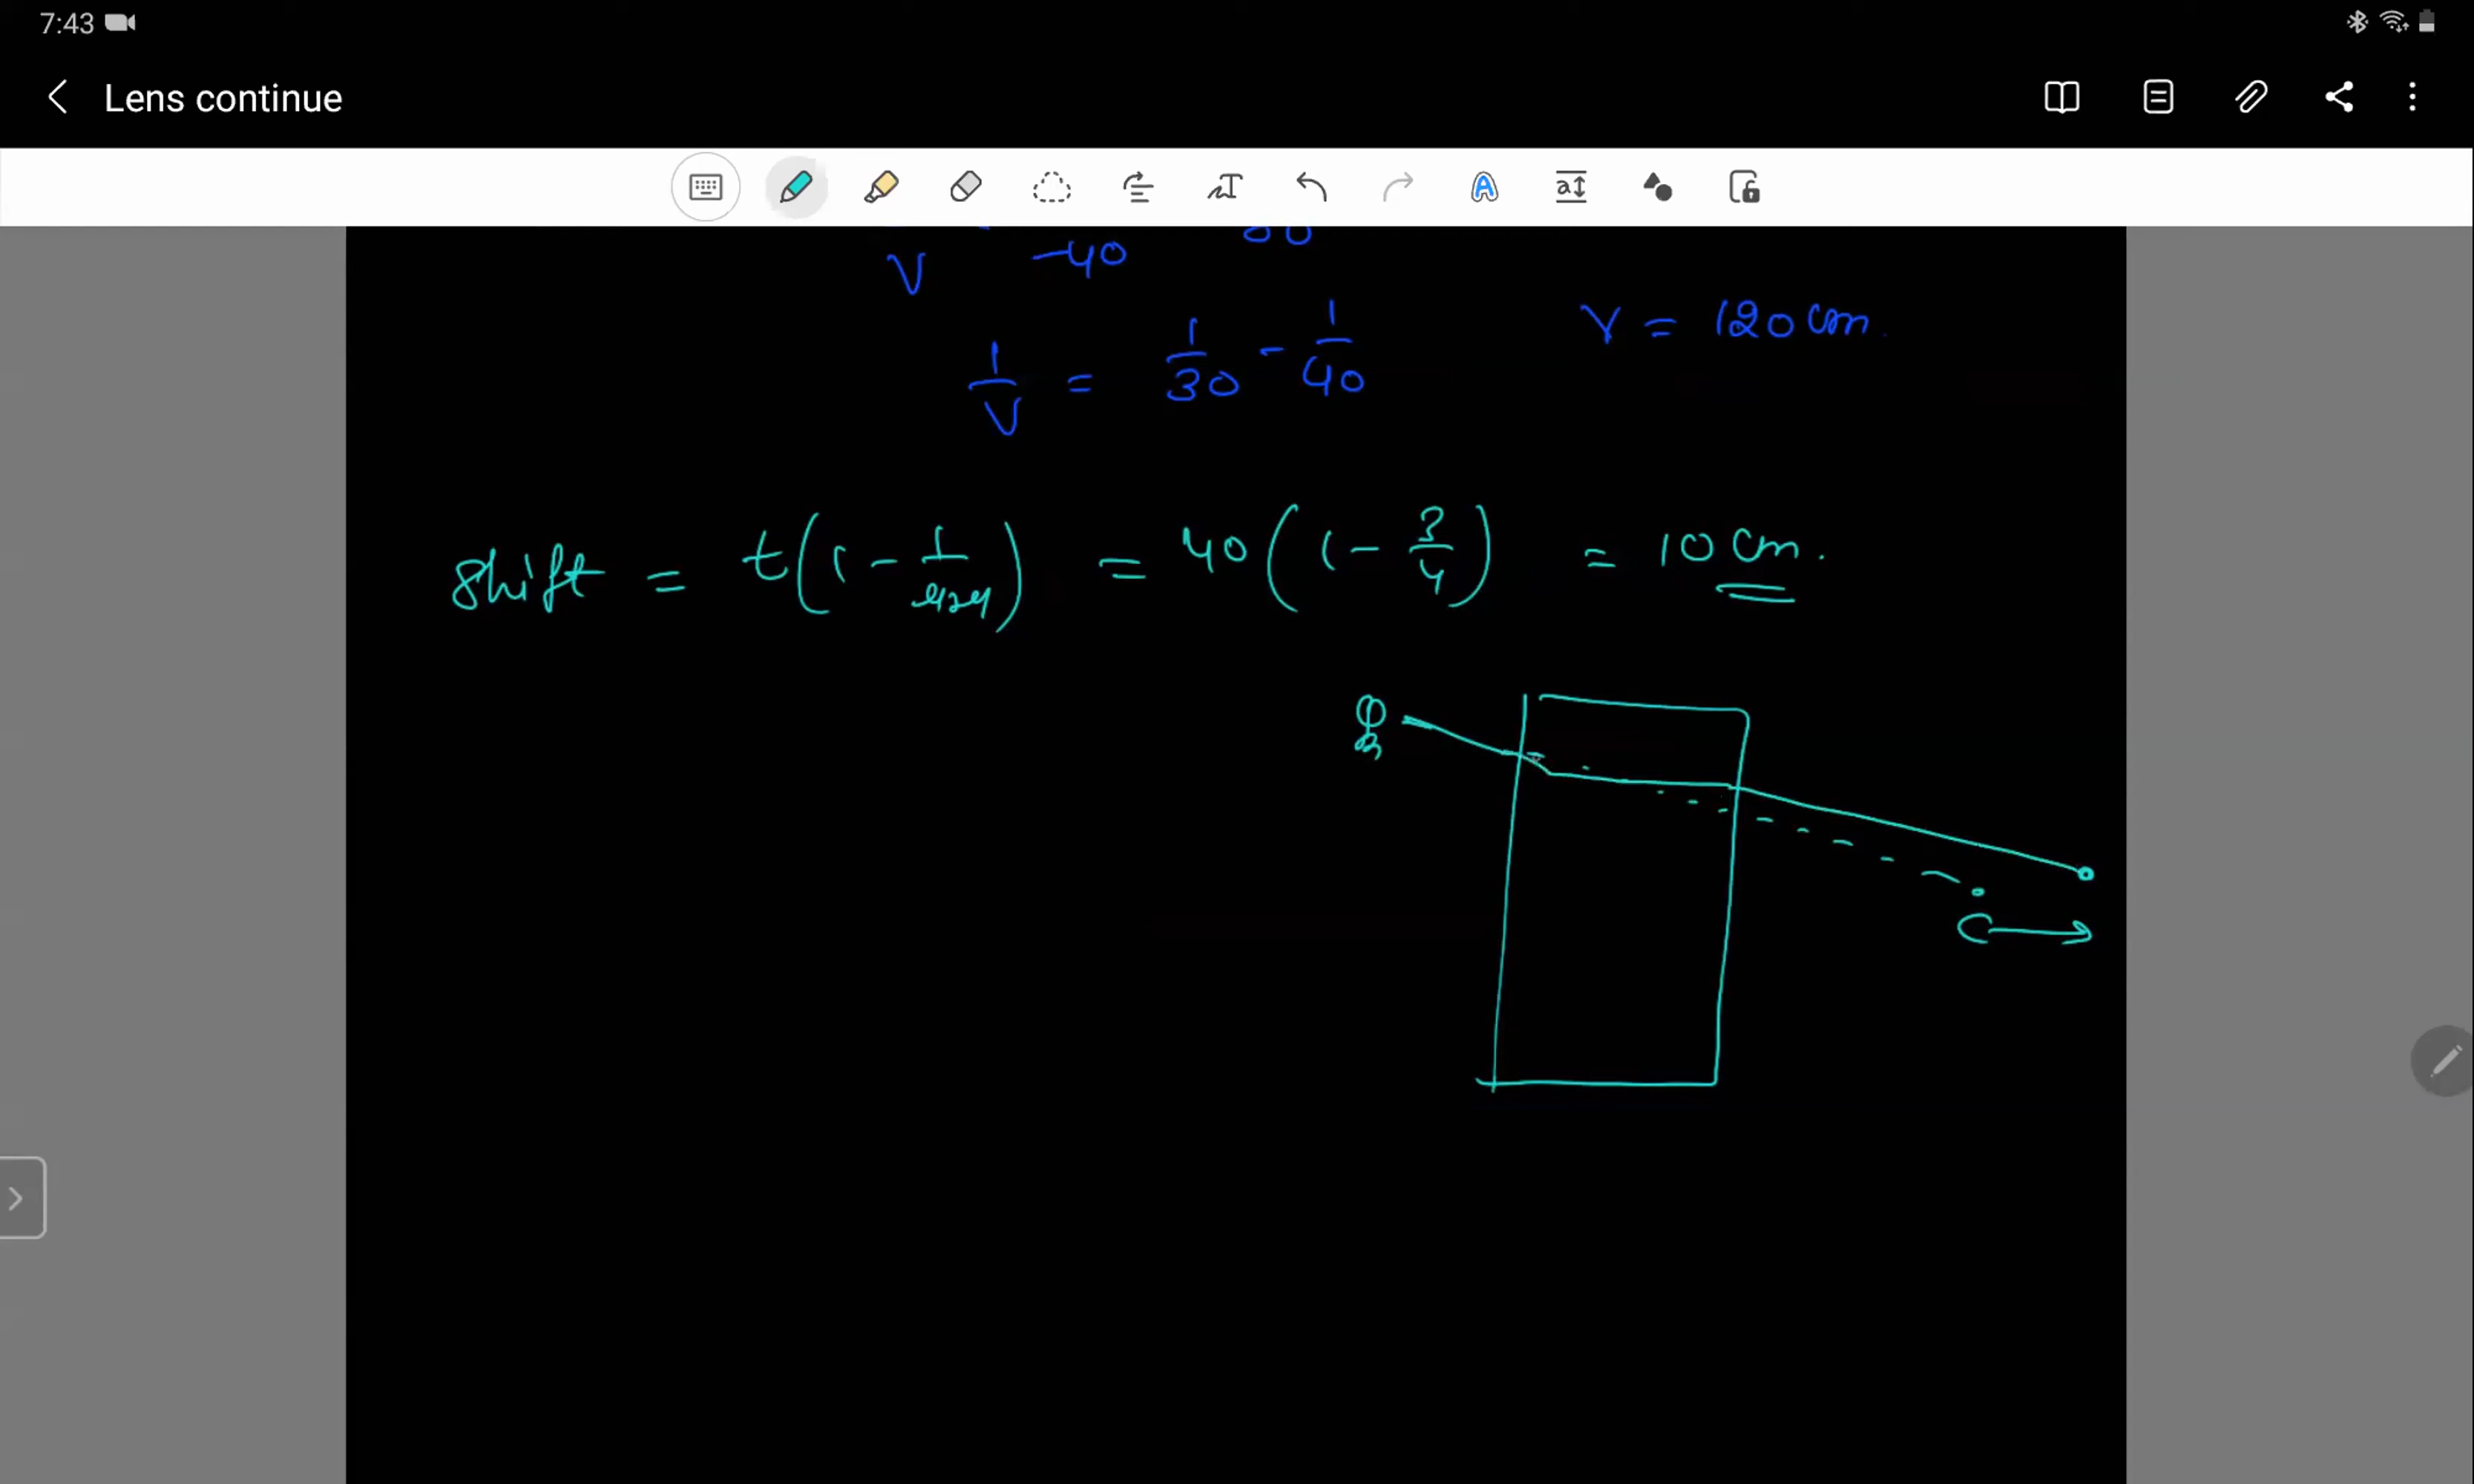 7:43
Lens continue
V -40 30
1/V = 1/30 - 1/40
V = 120 cm.
shift = t(1 - 1/μ) = 40(1 - 3/4) = 10 cm.